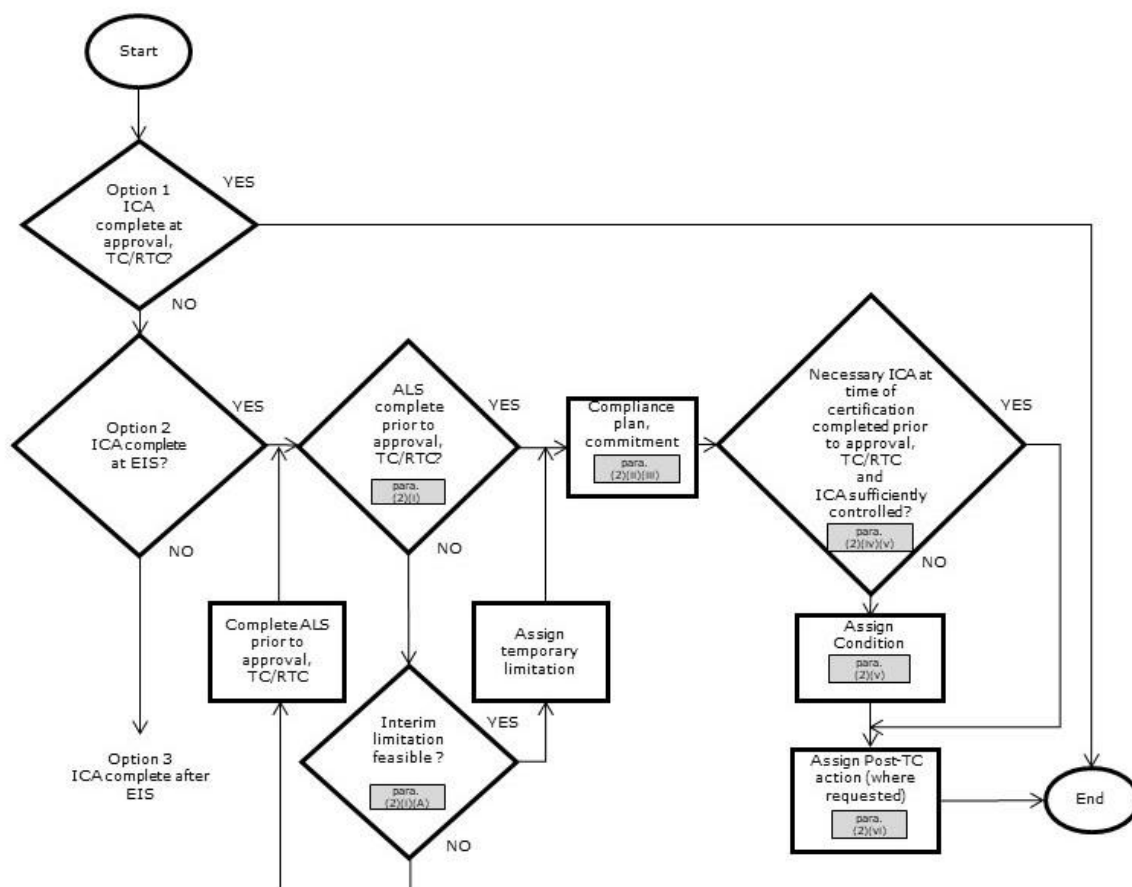 Start
Option 1
ICA
complete at
approval,
TC/RTC?
YES
NO
Option 2
ICA complete
at EIS?
YES
NO
ALS
complete
prior to
approval,
TC/RTC?
para.
(2)(i)
YES
NO
Compliance
plan,
commitment
para.
(2)(ii)(iii)
Necessary ICA at
time of
certification
completed prior
to approval,
TC/RTC
and
ICA sufficiently
controlled?
para.
(2)(iv)(v)
YES
NO
Complete ALS
prior to
approval,
TC/RTC
Assign
temporary
limitation
Assign
Condition
para.
(2)(v)
Option 3
ICA complete after
EIS
Interim
limitation
feasible ?
para.
(2)(i)(A)
YES
NO
Assign Post-TC
action (where
requested)
para.
(2)(vi)
End